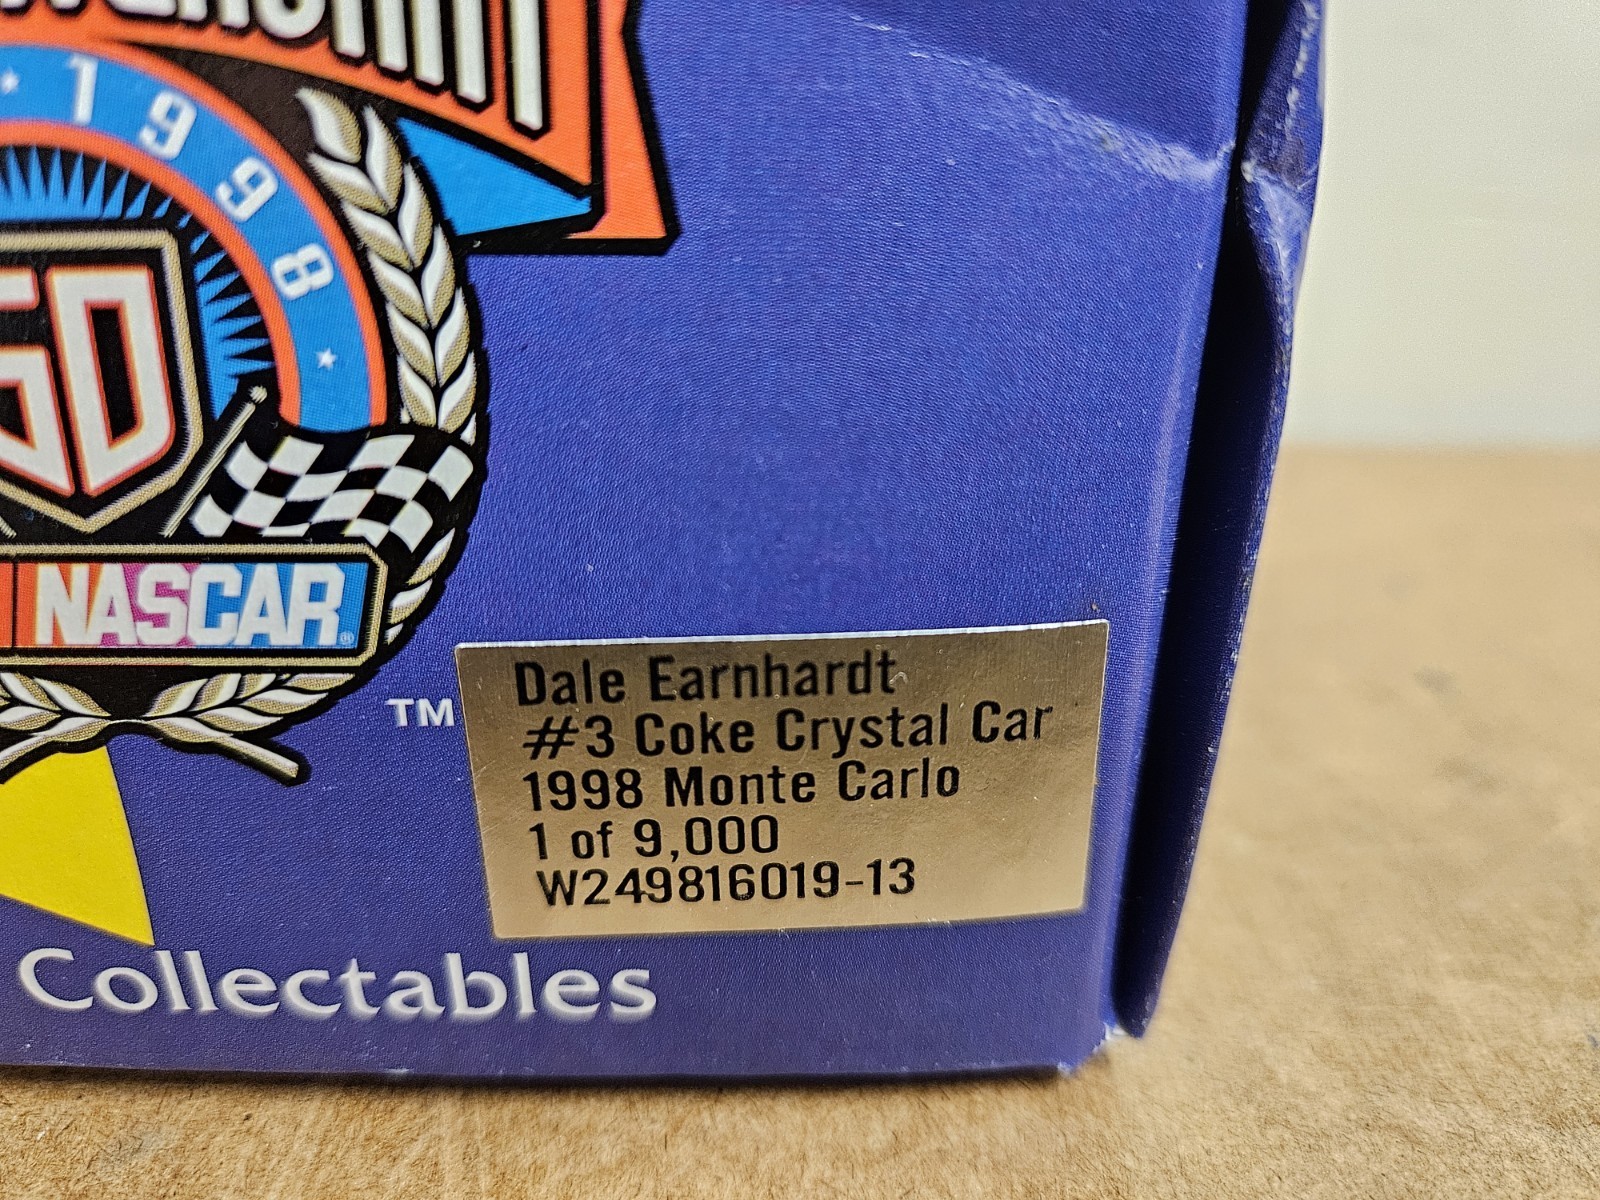 1998
50
NASCAR
TM
Dale Earnhardt
#3 Coke Crystal Car
1998 Monte Carlo
1 of 9,000
W249816019-13
Collectables